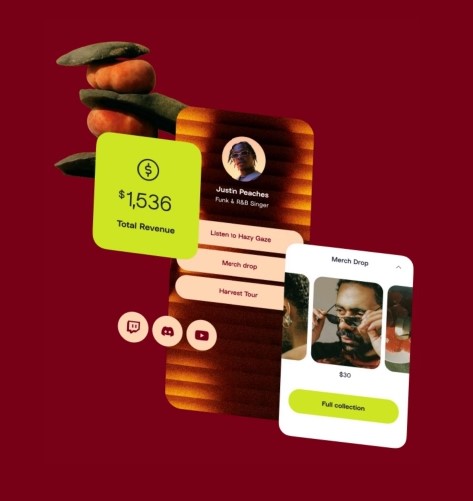 $1,536
Total Revenue
Justin Peaches
Funk & R&B Singer
Listen to Hazy Gaze
Merch drop
Harvest Tour
Merch Drop
$30
Full collection